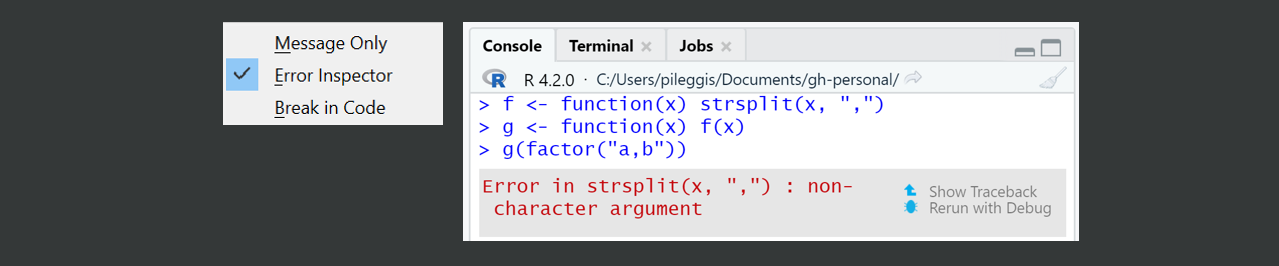 Message Only
Error Inspector
Break in Code
Console Terminal Jobs
R R 4.2.0 · C:/Users/pileggis/Documents/gh-personal/
> f <- function(x) strsplit(x, ",")
> g <- function(x) f(x)
> g(factor("a,b"))
Error in strsplit(x, ",") : non-
character argument
Show Traceback
Rerun with Debug